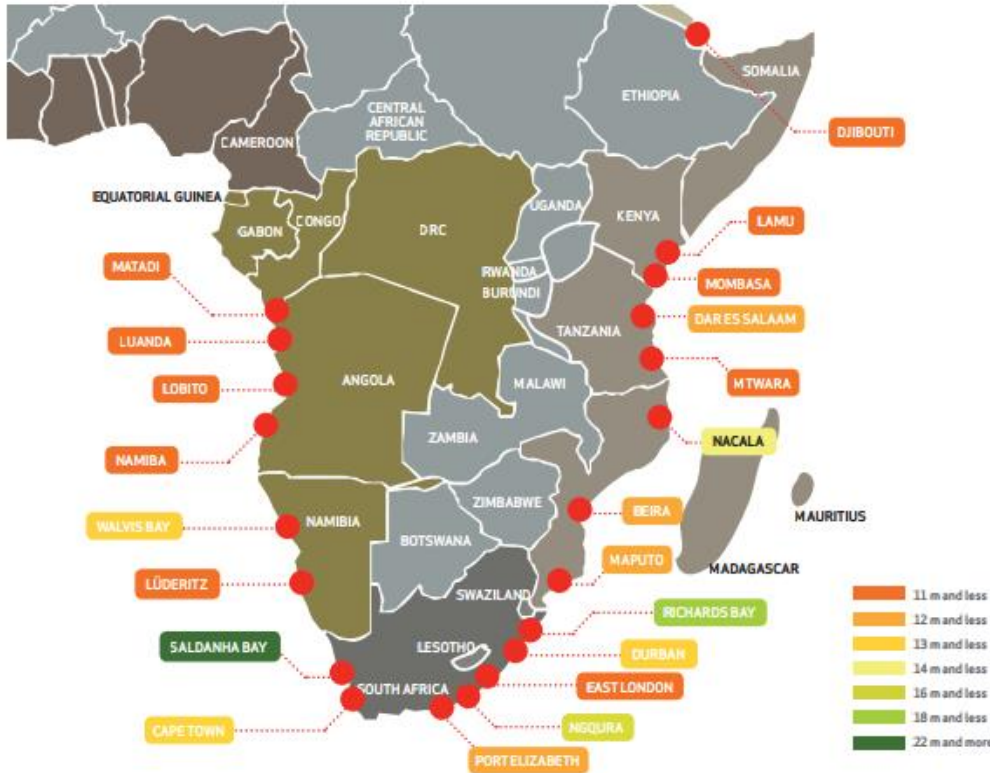 SOMALIA
ETHIOPIA
CENTRAL
AFRICAN
REPUBLIC
DJIBOUTI
CAMEROON
EQUATORIAL GUINEA
UGANDA
KENYA
ILAMU
CONGO
GABON
DRC
MATADI
RWANDA
BURUNDI
MOMBASA
DAR ES SALAAM
LUANDA
TANZANIA
ILOBITO
ANGOLA
MALAWI
MTWARA
ZAMBIA
NACALA
NAMIBA
ZIMBABWE
BEIRA
MAURITIUS
WALVIS BAY
NAMIBIA
BOTSWANA
MAPUTO
MADAGASCAR
LÜDERITZ
SWAZILAND
RICHARDS BAY
SALDANHA BAY
LESOTHO
DURBAN
SOUTH AFRICA
EAST LONDON
CAPE TOWN
NGQURA
PORT ELIZABETH
11 m and less
12 m and less
13 m and less
14 m and less
16 m and less
18 m and less
22 m and more